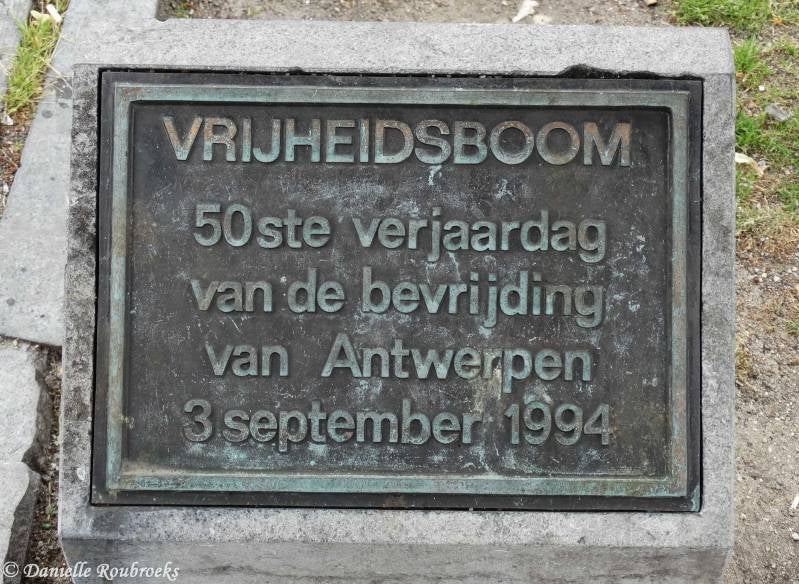 VRIJHEIDSBOOM
50ste verjaardag
van de bevrijding
van Antwerpen
3 september 1994
© Danielle Roubroeks